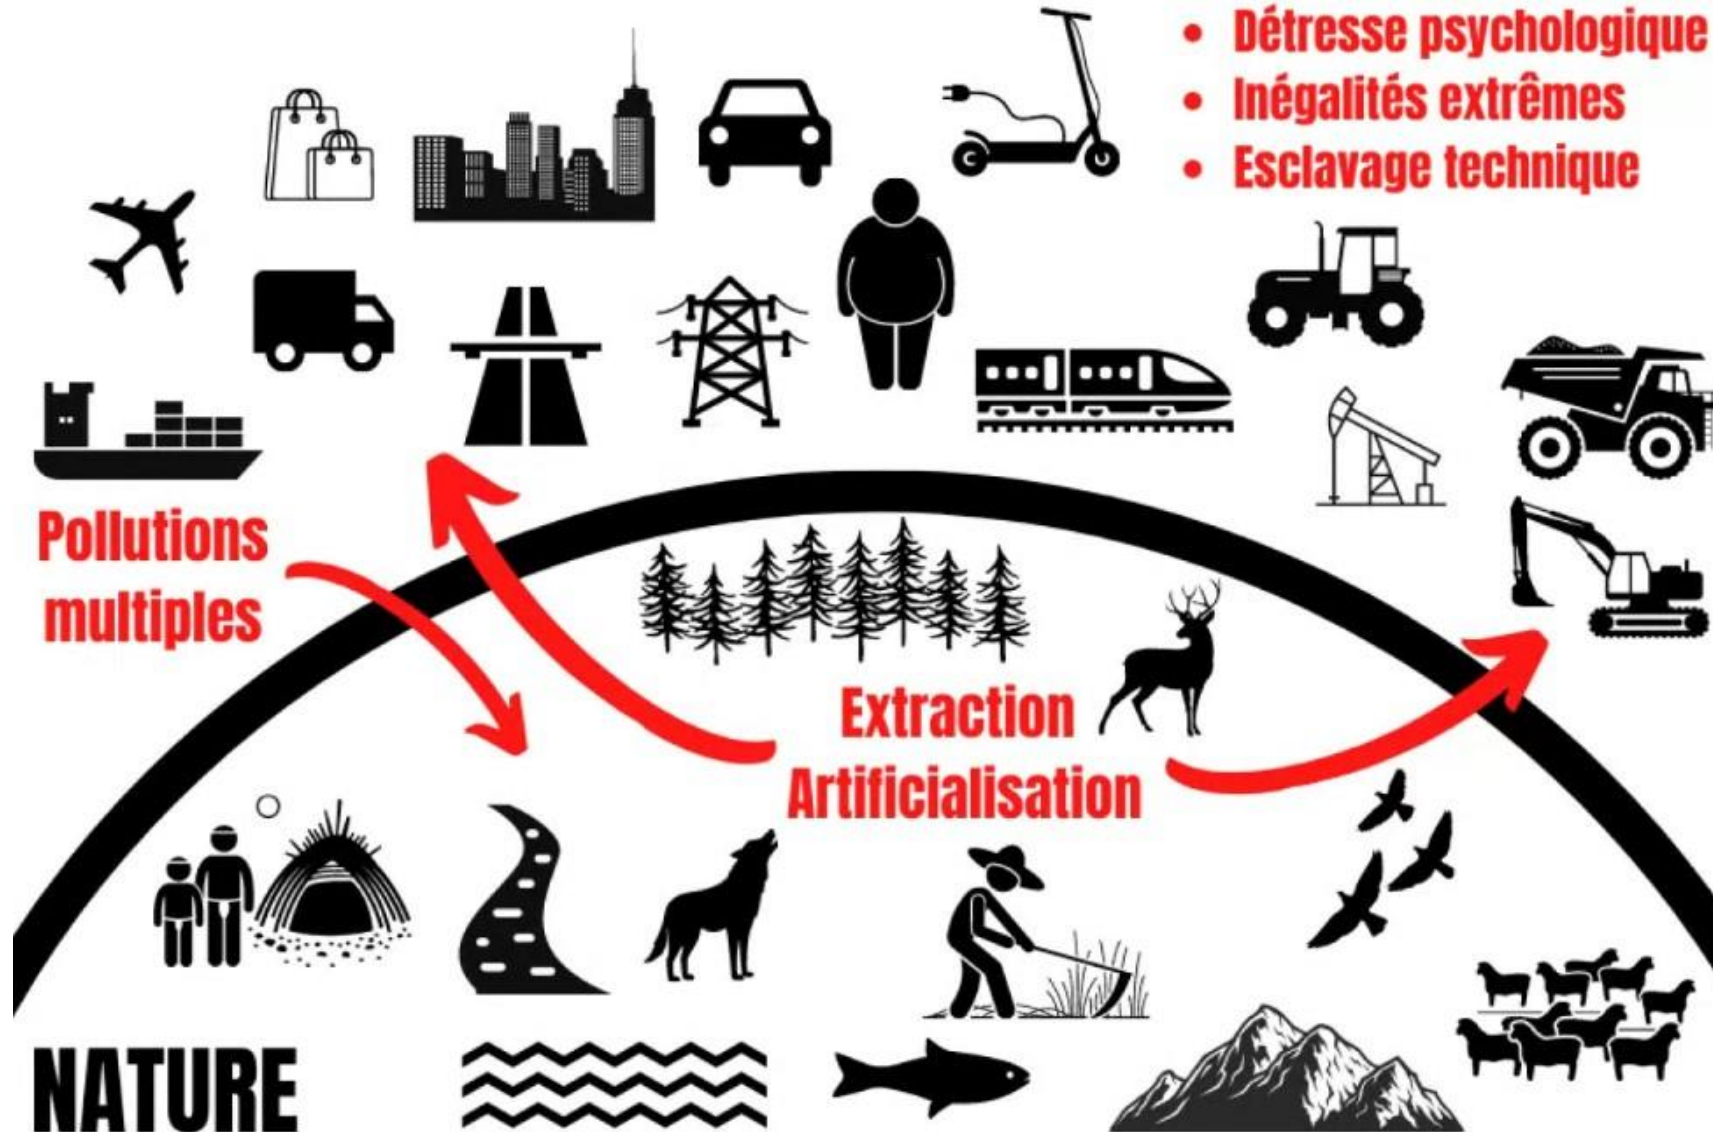 • Détresse psychologique
• Inégalités extrêmes
• Esclavage technique
Pollutions
multiples
Extraction
Artificialisation
NATURE